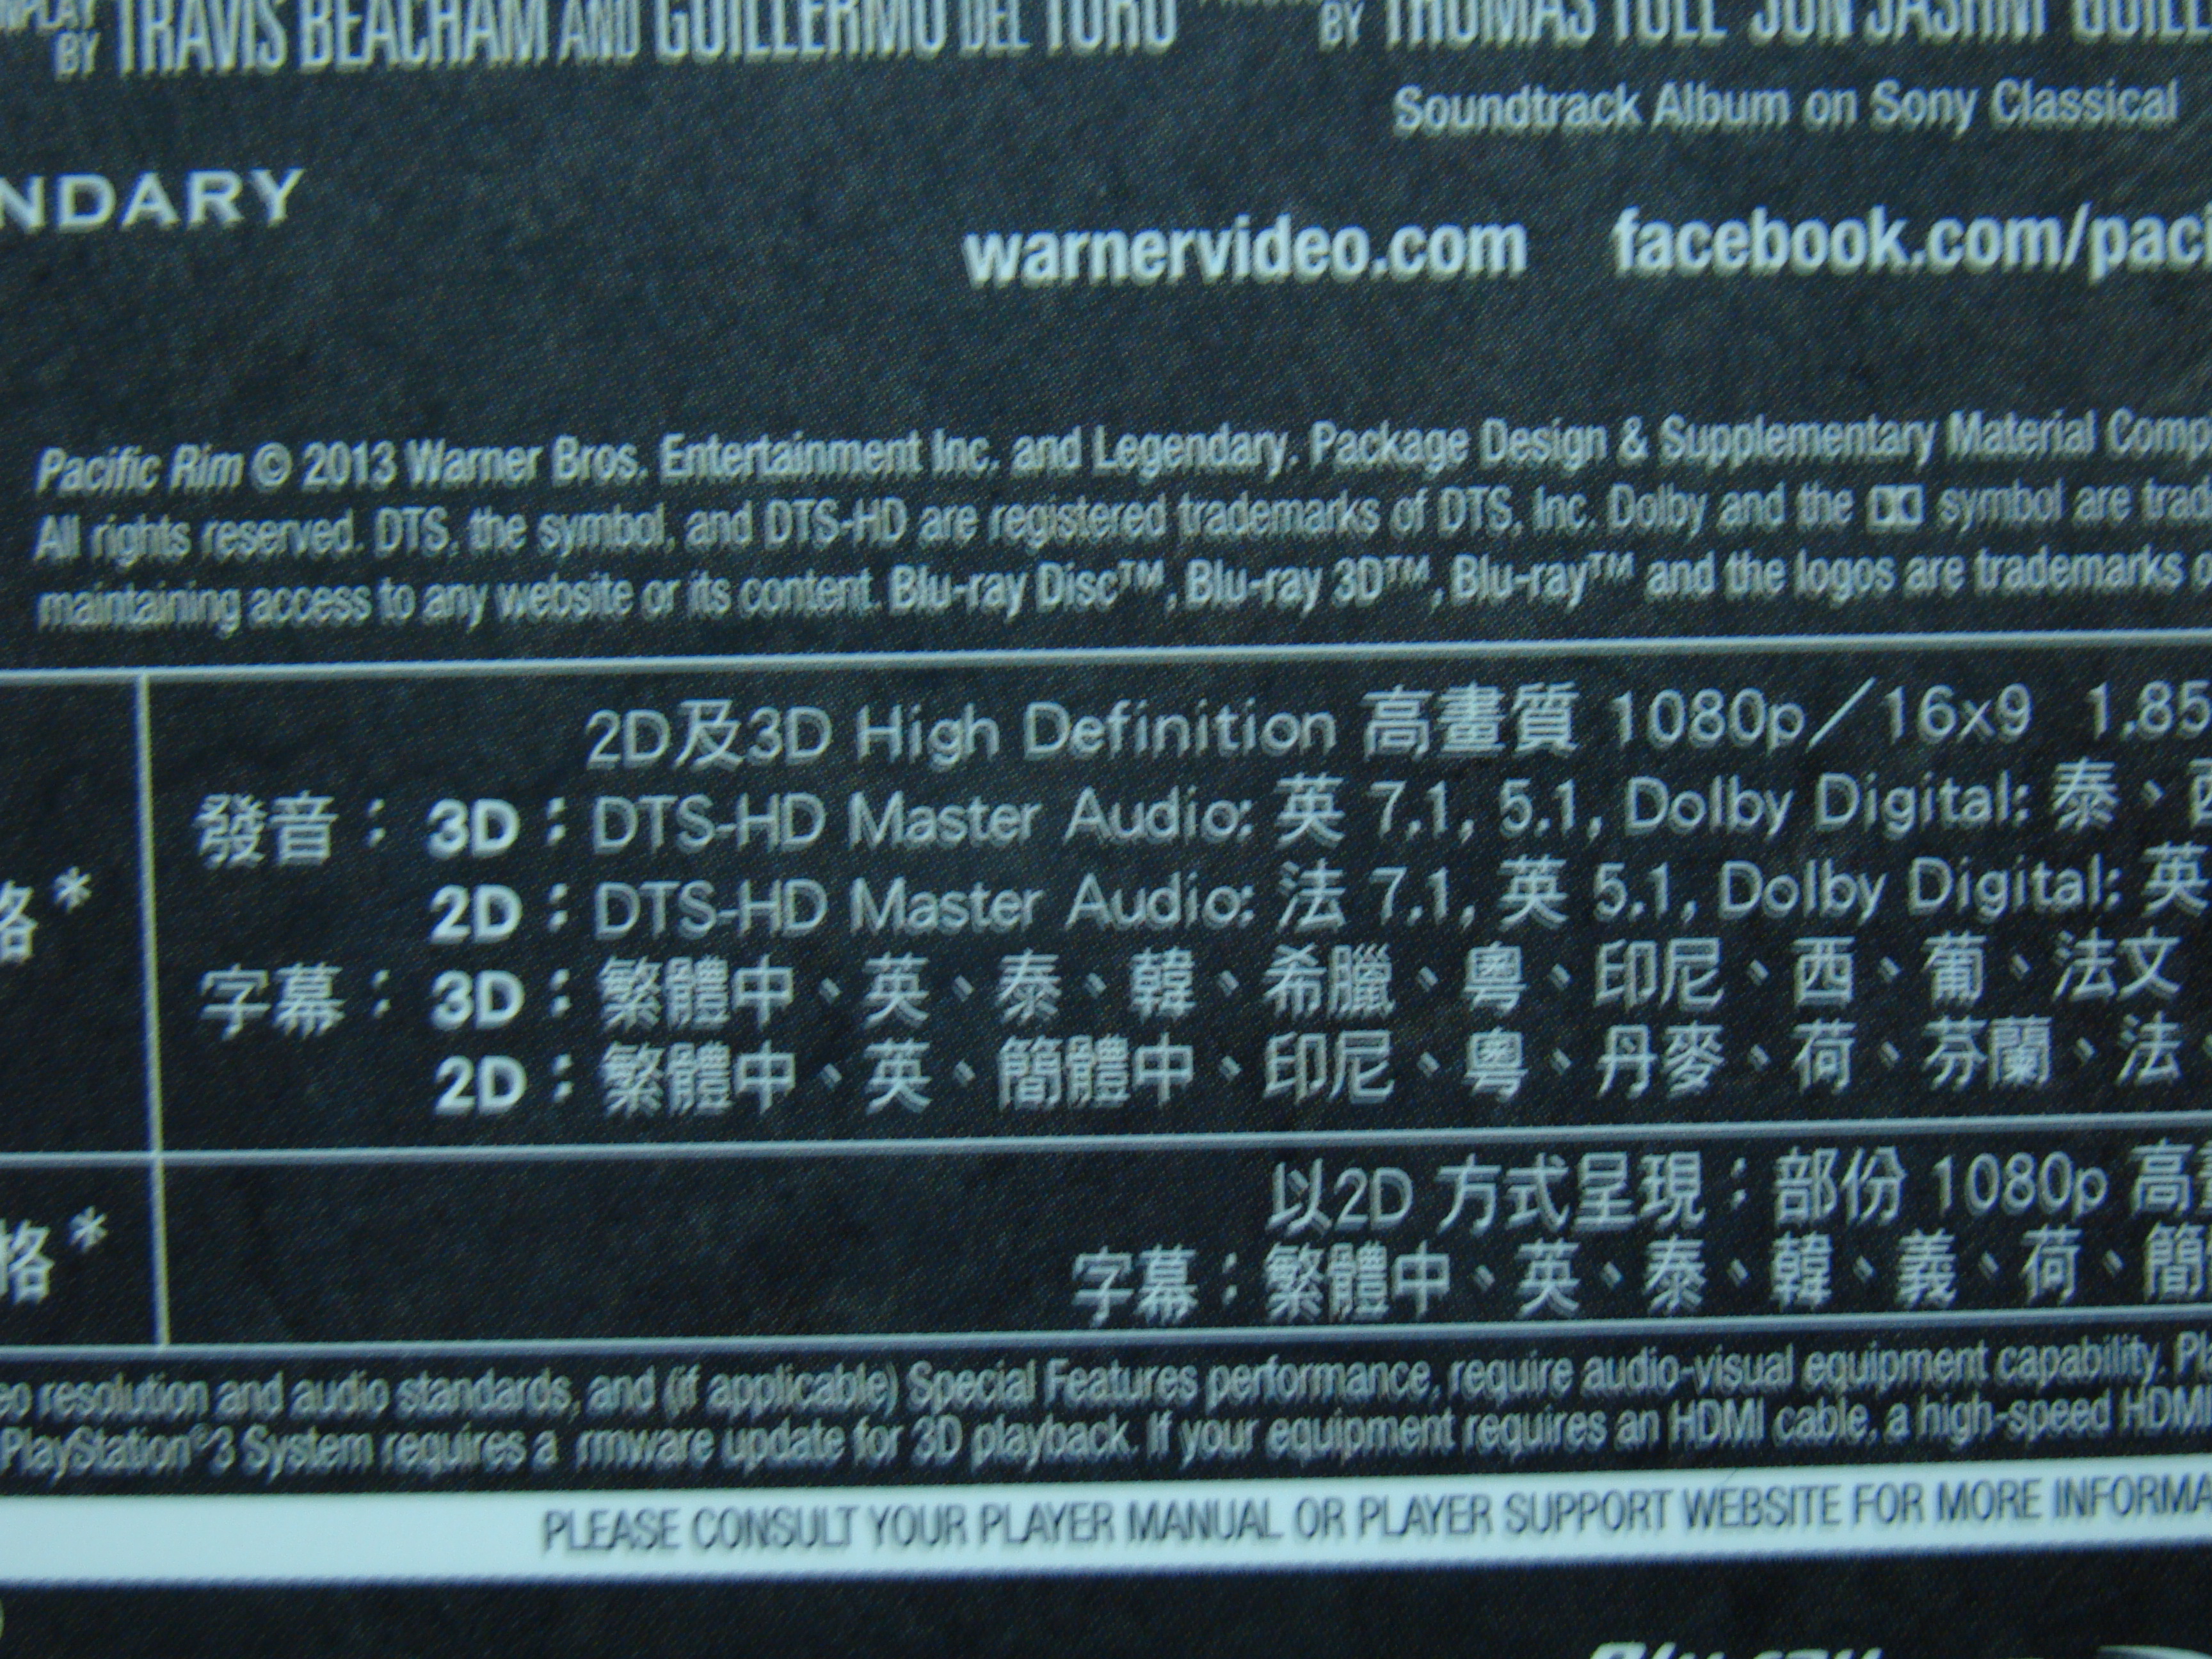 BY TRAVIS BEACHAM AND GUILLERMO DEL TORO BY THOMAS TULL JON JASHNI
Soundtrack Album on Sony Classical
NDARY
warnervideo.com facebook.com/pac
Pacific Rim © 2013 Warner Bros. Entertainment Inc. and Legendary. Package Design & Supplementary Material Comp
All rights reserved. DTS, the symbol, and DTS-HD are registered trademarks of DTS, Inc. Dolby and the symbol are trad
maintaining access to any website or its content. Blu-ray Disc™, Blu-ray 3D™, Blu-ray™ and the logos are trademarks
2D及3D High Definition 高畫質 1080p／16x9 1.85
發音：3D：DTS-HD Master Audio: 英 7.1, 5.1, Dolby Digital: 泰、
格*
2D：DTS-HD Master Audio: 法 7.1, 英 5.1, Dolby Digital: 英
字幕：3D：繁體中、英、泰、韓、希臘、粵、印尼、西、葡、法文
2D：繁體中、英、簡體中、印尼、粵、丹麥、荷、芬蘭、法、
以2D 方式呈現：部份 1080p 高
格*
字幕：繁體中、英、泰、韓、義、荷、簡
eo resolution and audio standards, and (if applicable) Special Features performance, require audio-visual equipment capability. Pl
PlayStation®3 System requires a rmware update for 3D playback. If your equipment requires an HDMI cable, a high-speed HDM
PLEASE CONSULT YOUR PLAYER MANUAL OR PLAYER SUPPORT WEBSITE FOR MORE INFORMA